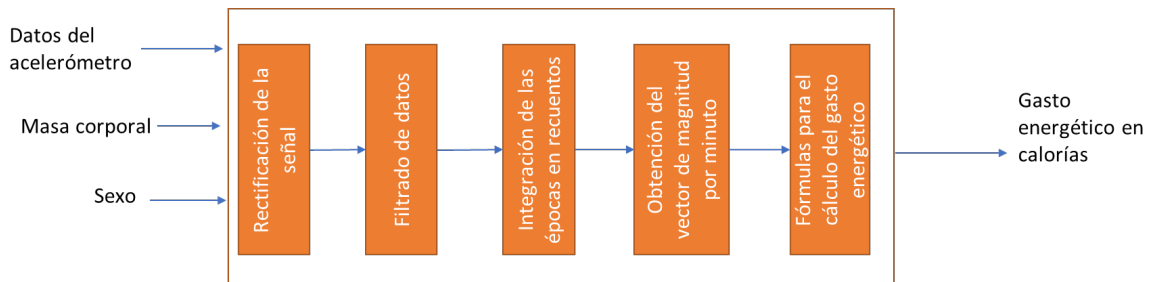 Datos del
acelerómetro
Masa corporal
Sexo
Rectificación de la
señal
Filtrado de datos
Integración de las
épocas en recuentos
Obtención del
vector de magnitud
por minuto
Fórmulas para el
cálculo del gasto
energético
Gasto
energético en
calorías